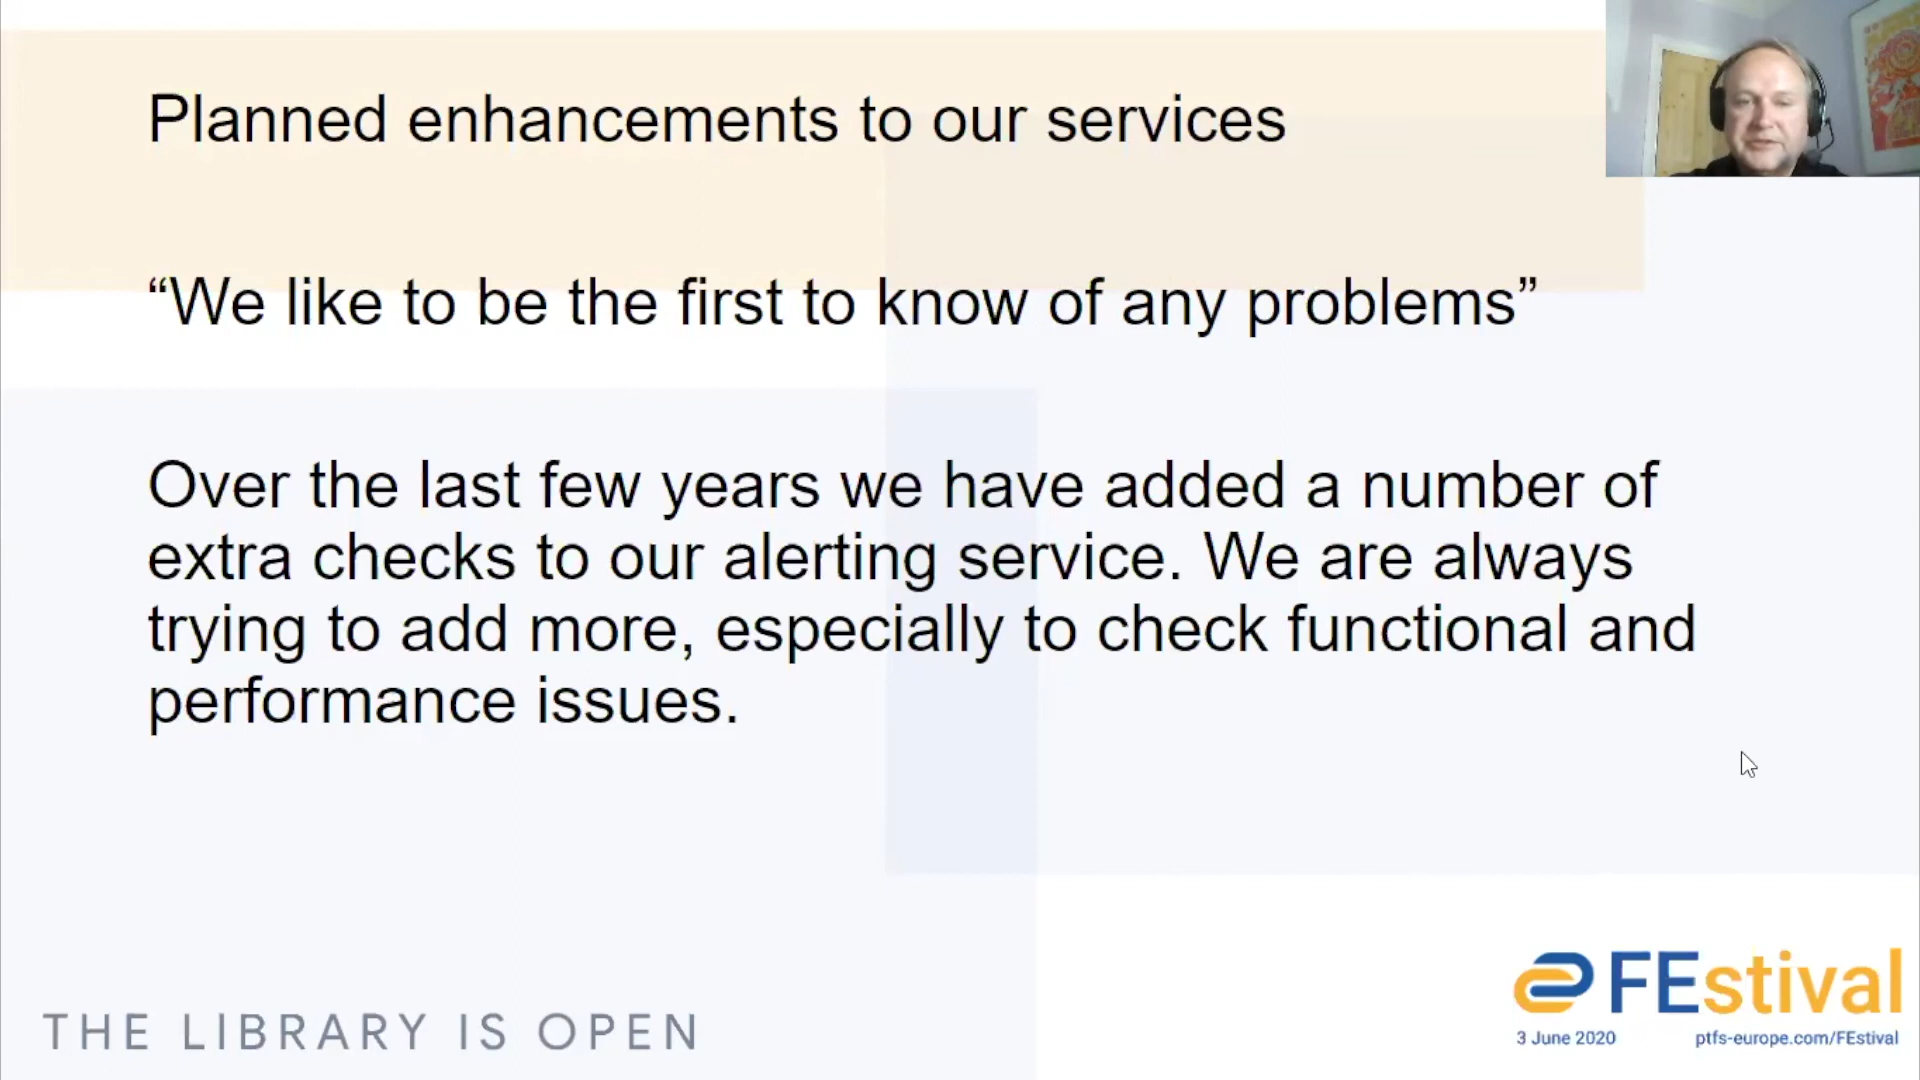 Planned enhancements to our services
“We like to be the first to know of any problems”
Over the last few years we have added a number of
extra checks to our alerting service. We are always
trying to add more, especially to check functional and
performance issues.
THE LIBRARY IS OPEN
FEstival
3 June 2020 ptfs-europe.com/FEstival